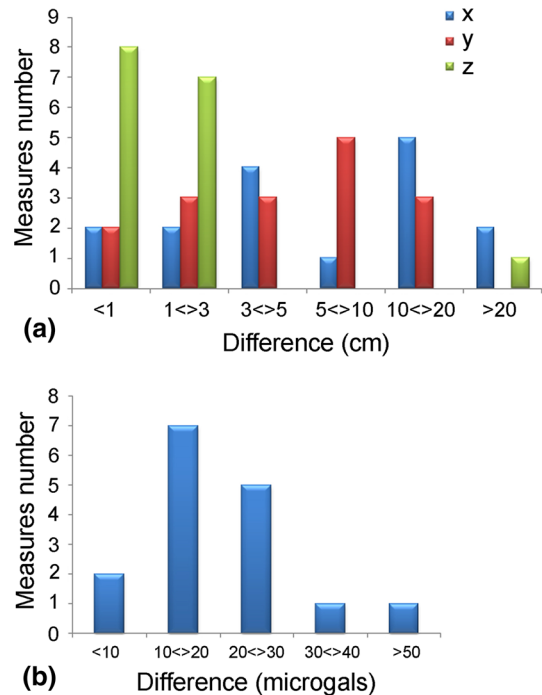 9
8
7
6
5
4
3
2
1
0
Measures number
x
y
z
<1 1<>3 3<>5 5<>10 10<>20 >20
(a)
Difference (cm)
8
7
6
5
4
3
2
1
0
Measures number
<10 10<>20 20<>30 30<>40 >50
(b)
Difference (microgals)